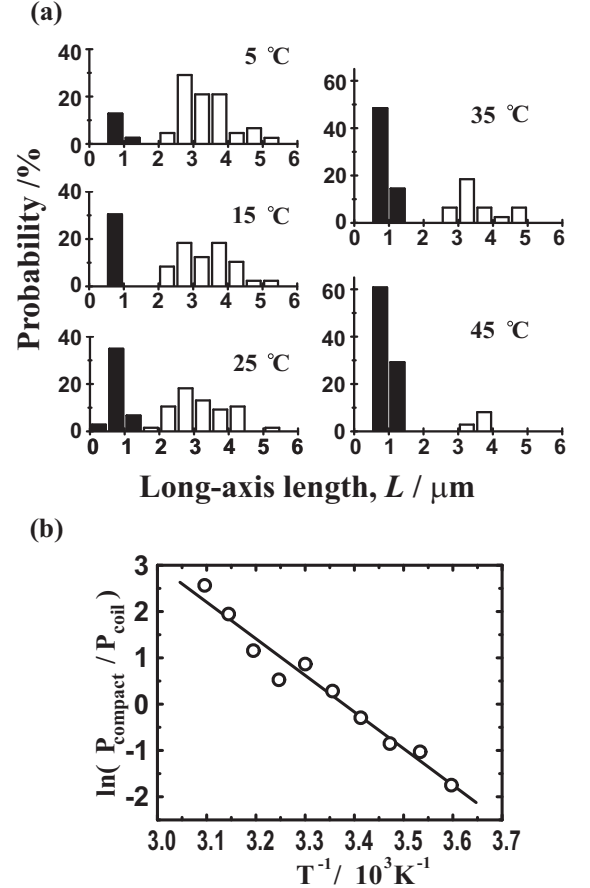 (a)
Probability /%
5 °C
40
20
0
0 1 2 3 4 5 6
15 °C
40
20
0
0 1 2 3 4 5 6
25 °C
40
20
0
0 1 2 3 4 5 6
35 °C
60
40
20
0
0 1 2 3 4 5 6
45 °C
60
40
20
0
0 1 2 3 4 5 6
Long-axis length, L / μm
(b)
ln( P compact / P coil )
3
2
1
0
-1
-2
3.0 3.1 3.2 3.3 3.4 3.5 3.6 3.7
T⁻¹ / 10³K⁻¹